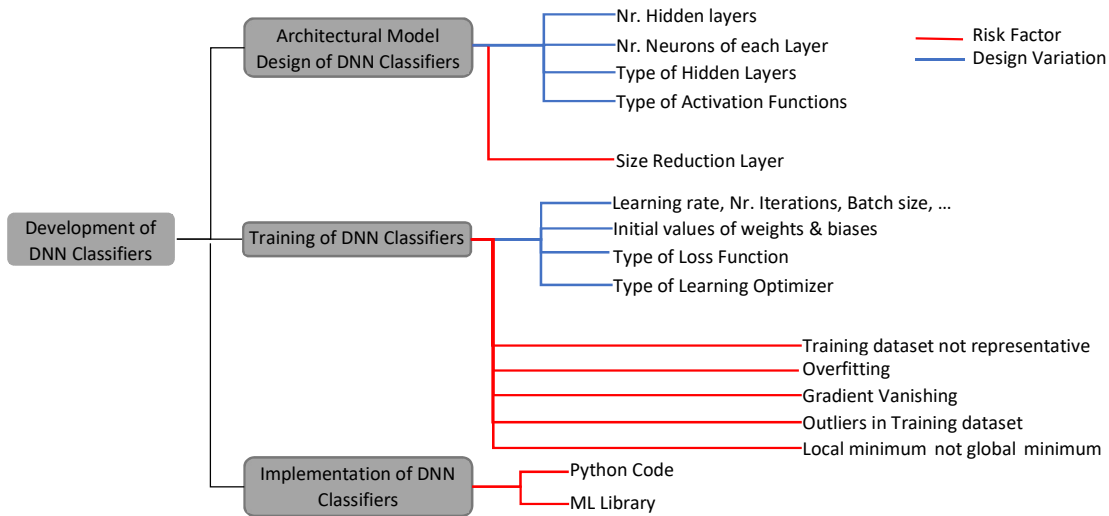 Architectural Model
Design of DNN Classifiers
Nr. Hidden layers
Nr. Neurons of each Layer
Type of Hidden Layers
Type of Activation Functions
Size Reduction Layer
Risk Factor
Design Variation
Development of
DNN Classifiers
Training of DNN Classifiers
Learning rate, Nr. Iterations, Batch size, ...
Initial values of weights & biases
Type of Loss Function
Type of Learning Optimizer
Training dataset not representative
Overfitting
Gradient Vanishing
Outliers in Training dataset
Local minimum not global minimum
Implementation of DNN
Classifiers
Python Code
ML Library